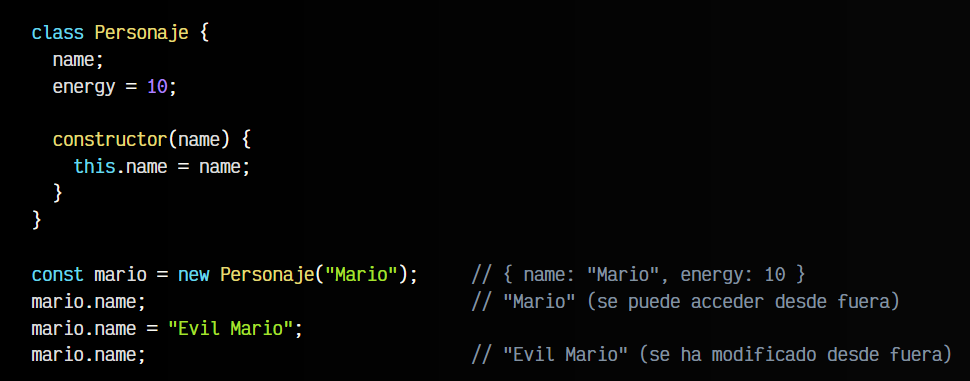 class Personaje {
  name;
  energy = 10;

  constructor(name) {
    this.name = name;
  }
}

const mario = new Personaje("Mario");     // { name: "Mario", energy: 10 }
mario.name;                               // "Mario" (se puede acceder desde fuera)
mario.name = "Evil Mario";
mario.name;                               // "Evil Mario" (se ha modificado desde fuera)